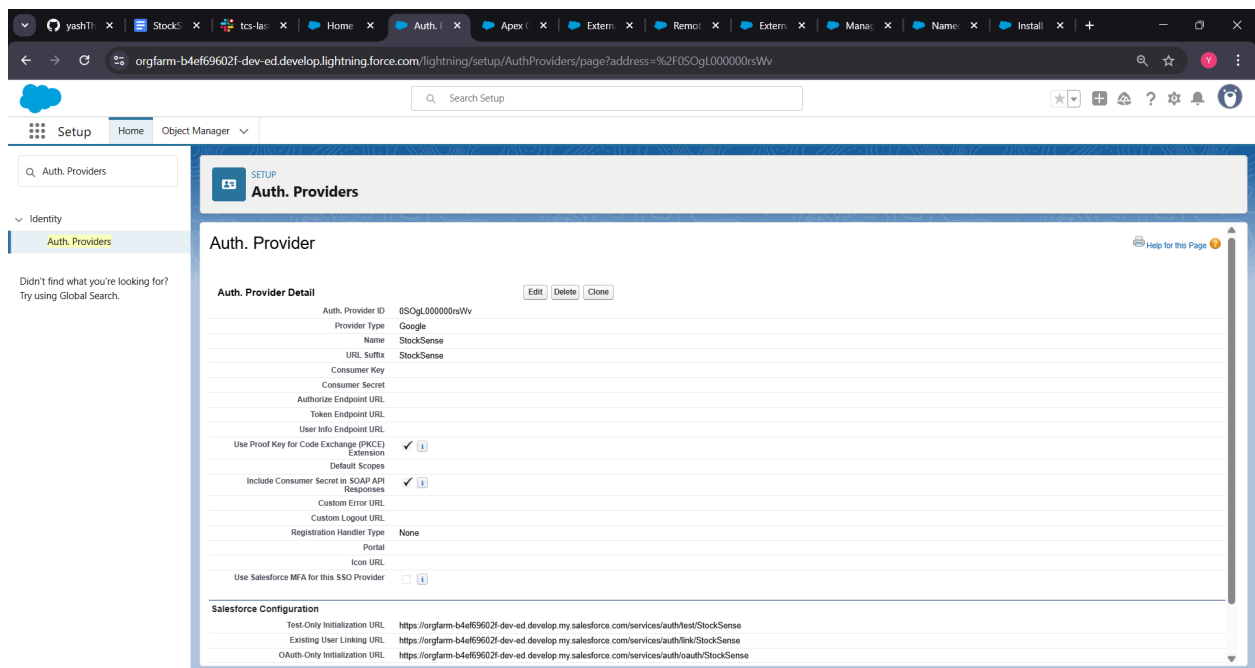 yashTh
StockS
tcs-las
Home
Auth. P
Apex C
Extern
Remot
Extern
Manag
Named
Install
orgfarm-b4ef69602f-dev-ed.develop.lightning.force.com/lightning/setup/AuthProviders/page?address=%2F0SOgL000000rsWv
Y
Search Setup
Setup
Home
Object Manager
Auth. Providers
Identity
Auth. Providers
Didn't find what you're looking for?
Try using Global Search.
SETUP
Auth. Providers
Auth. Provider
Help for this Page
Auth. Provider Detail Edit Delete Clone
Auth. Provider ID 0SOgL000000rsWv
Provider Type Google
Name StockSense
URL Suffix StockSense
Consumer Key
Consumer Secret
Authorize Endpoint URL
Token Endpoint URL
User Info Endpoint URL
Use Proof Key for Code Exchange (PKCE)
Extension
Default Scopes
Include Consumer Secret in SOAP API
Responses
Custom Error URL
Custom Logout URL
Registration Handler Type None
Portal
Icon URL
Use Salesforce MFA for this SSO Provider
Salesforce Configuration
Test-Only Initialization URL https://orgfarm-b4ef69602f-dev-ed.develop.my.salesforce.com/services/auth/test/StockSense
Existing User Linking URL https://orgfarm-b4ef69602f-dev-ed.develop.my.salesforce.com/services/auth/link/StockSense
OAuth-Only Initialization URL https://orgfarm-b4ef69602f-dev-ed.develop.my.salesforce.com/services/auth/oauth/StockSense